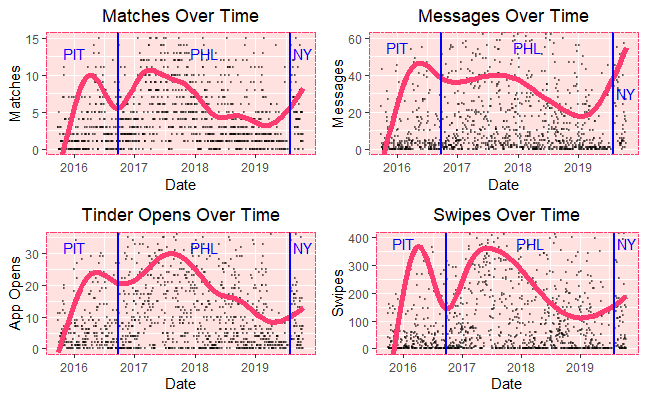 Matches Over Time
Matches
15
10
5
0
PIT
PHL
NY
2016 2017 2018 2019
Date
Messages Over Time
Messages
60
40
20
0
PIT
PHL
NY
2016 2017 2018 2019
Date
Tinder Opens Over Time
App Opens
30
20
10
0
PIT
PHL
NY
2016 2017 2018 2019
Date
Swipes Over Time
Swipes
400
300
200
100
0
PIT
PHL
NY
2016 2017 2018 2019
Date